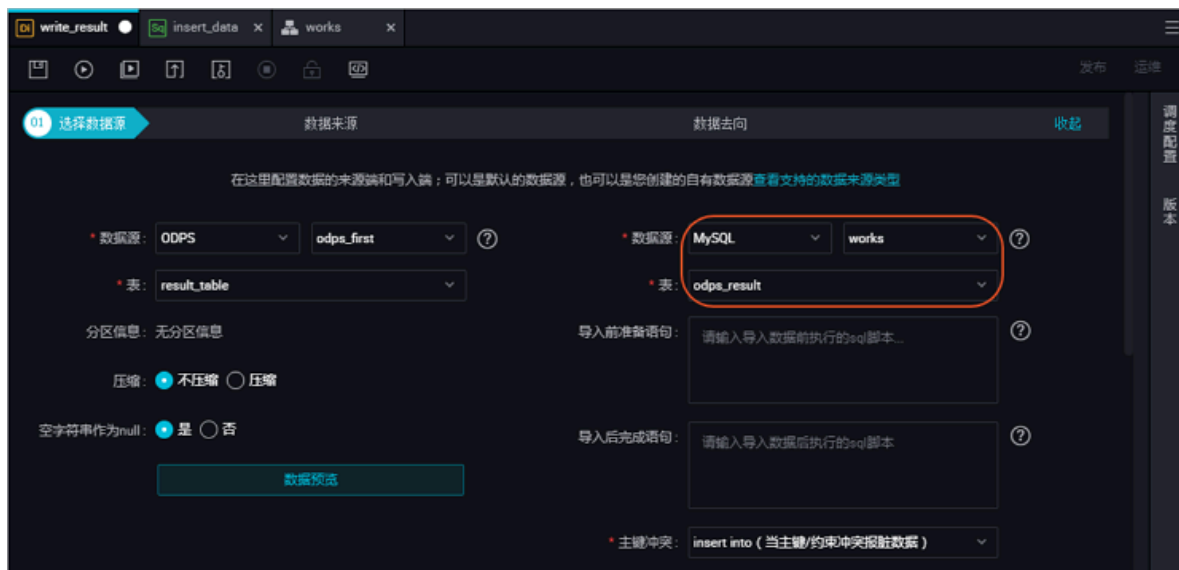 Di write_result Sq insert_data × works ×
发布 运维
01 选择数据源 数据来源 数据去向 收起
调度配置
版本
在这里配置数据的来源端和写入端；可以是默认的数据源，也可以是您创建的自有数据源查看支持的数据来源类型
* 数据源： ODPS odps_first ?
* 数据源： MySQL works ?
* 表： result_table
* 表： odps_result
分区信息： 无分区信息
导入前准备语句： 请输入导入数据前执行的sql脚本... ?
压缩： 不压缩 压缩
空字符串作为null： 是 否
导入后完成语句： 请输入导入数据后执行的sql脚本 ?
数据预览
* 主键冲突： insert into（当主键/约束冲突报脏数据）